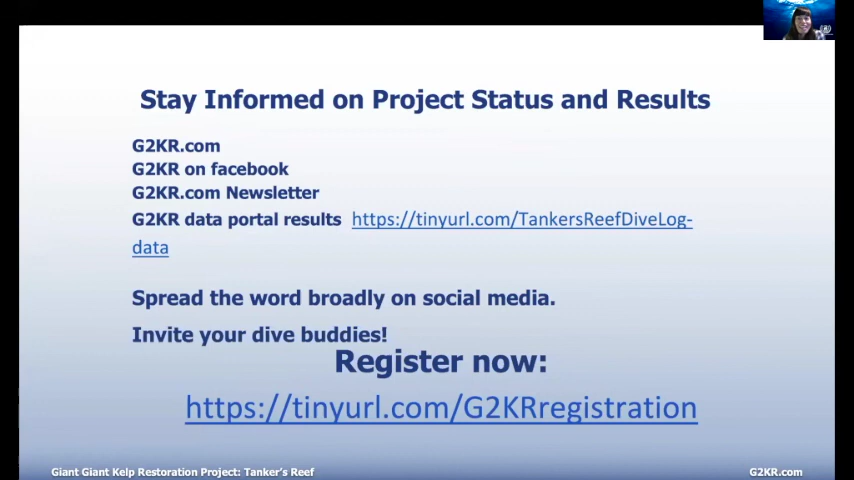 Stay Informed on Project Status and Results
G2KR.com
G2KR on facebook
G2KR.com Newsletter
G2KR data portal results https://tinyurl.com/TankersReefDiveLog-
data
Spread the word broadly on social media.
Invite your dive buddies!
Register now:
https://tinyurl.com/G2KRregistration
Giant Giant Kelp Restoration Project: Tanker's Reef
G2KR.com